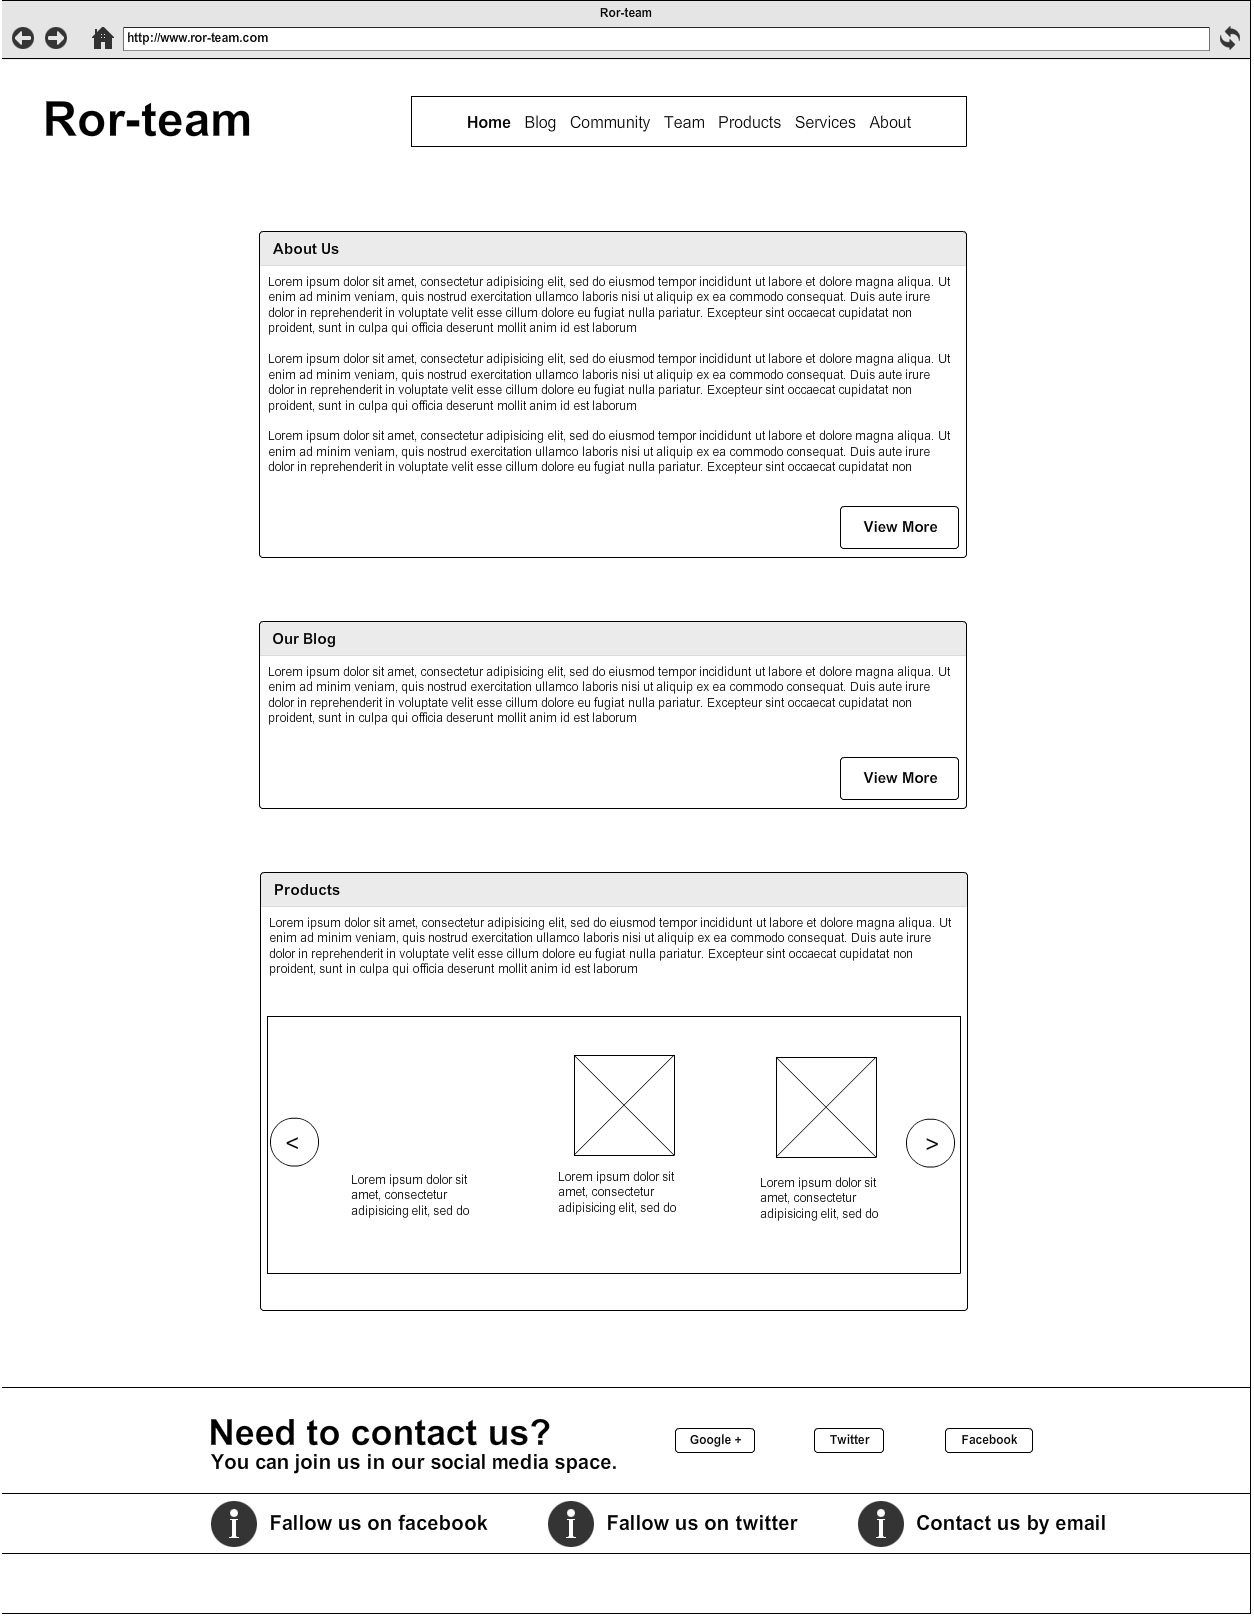 Ror-team
http://www.ror-team.com
Ror-team
Home Blog Community Team Products Services About
About Us
Lorem ipsum dolor sit amet, consectetur adipisicing elit, sed do eiusmod tempor incididunt ut labore et dolore magna aliqua. Ut
enim ad minim veniam, quis nostrud exercitation ullamco laboris nisi ut aliquip ex ea commodo consequat. Duis aute irure
dolor in reprehenderit in voluptate velit esse cillum dolore eu fugiat nulla pariatur. Excepteur sint occaecat cupidatat non
proident, sunt in culpa qui officia deserunt mollit anim id est laborum
Lorem ipsum dolor sit amet, consectetur adipisicing elit, sed do eiusmod tempor incididunt ut labore et dolore magna aliqua. Ut
enim ad minim veniam, quis nostrud exercitation ullamco laboris nisi ut aliquip ex ea commodo consequat. Duis aute irure
dolor in reprehenderit in voluptate velit esse cillum dolore eu fugiat nulla pariatur. Excepteur sint occaecat cupidatat non
proident, sunt in culpa qui officia deserunt mollit anim id est laborum
Lorem ipsum dolor sit amet, consectetur adipisicing elit, sed do eiusmod tempor incididunt ut labore et dolore magna aliqua. Ut
enim ad minim veniam, quis nostrud exercitation ullamco laboris nisi ut aliquip ex ea commodo consequat. Duis aute irure
dolor in reprehenderit in voluptate velit esse cillum dolore eu fugiat nulla pariatur. Excepteur sint occaecat cupidatat non
View More
Our Blog
Lorem ipsum dolor sit amet, consectetur adipisicing elit, sed do eiusmod tempor incididunt ut labore et dolore magna aliqua. Ut
enim ad minim veniam, quis nostrud exercitation ullamco laboris nisi ut aliquip ex ea commodo consequat. Duis aute irure
dolor in reprehenderit in voluptate velit esse cillum dolore eu fugiat nulla pariatur. Excepteur sint occaecat cupidatat non
proident, sunt in culpa qui officia deserunt mollit anim id est laborum
View More
Products
Lorem ipsum dolor sit amet, consectetur adipisicing elit, sed do eiusmod tempor incididunt ut labore et dolore magna aliqua. Ut
enim ad minim veniam, quis nostrud exercitation ullamco laboris nisi ut aliquip ex ea commodo consequat. Duis aute irure
dolor in reprehenderit in voluptate velit esse cillum dolore eu fugiat nulla pariatur. Excepteur sint occaecat cupidatat non
proident, sunt in culpa qui officia deserunt mollit anim id est laborum
<
Lorem ipsum dolor sit
amet, consectetur
adipisicing elit, sed do
Lorem ipsum dolor sit
amet, consectetur
adipisicing elit, sed do
Lorem ipsum dolor sit
amet, consectetur
adipisicing elit, sed do
>
Need to contact us?
You can join us in our social media space.
Google +
Twitter
Facebook
i Fallow us on facebook
i Fallow us on twitter
i Contact us by email